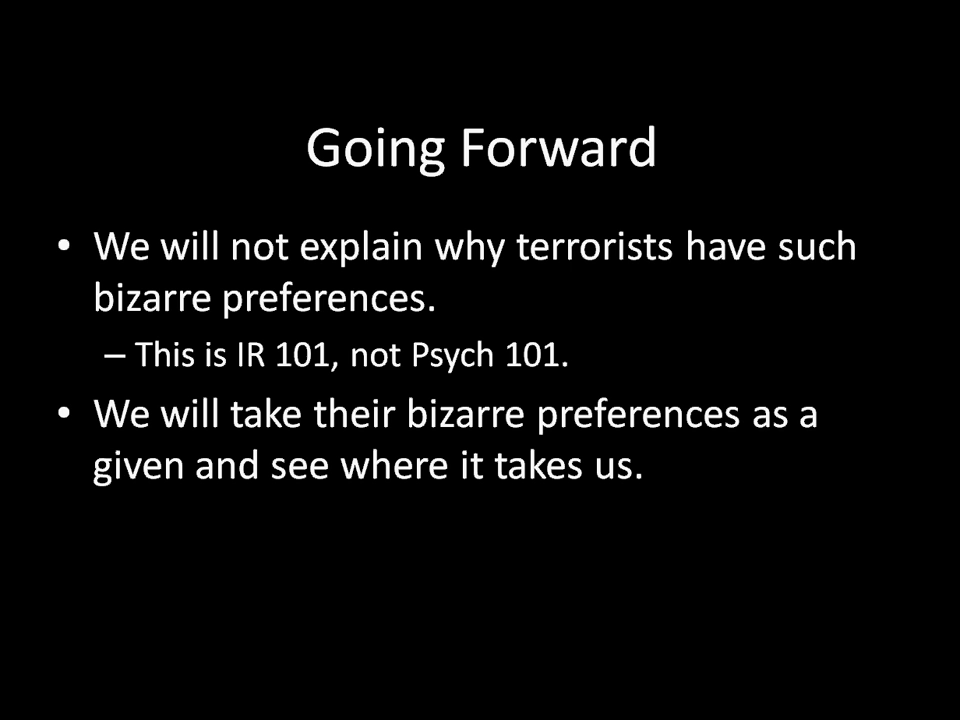 Going Forward
• We will not explain why terrorists have such
bizarre preferences.
– This is IR 101, not Psych 101.
• We will take their bizarre preferences as a
given and see where it takes us.